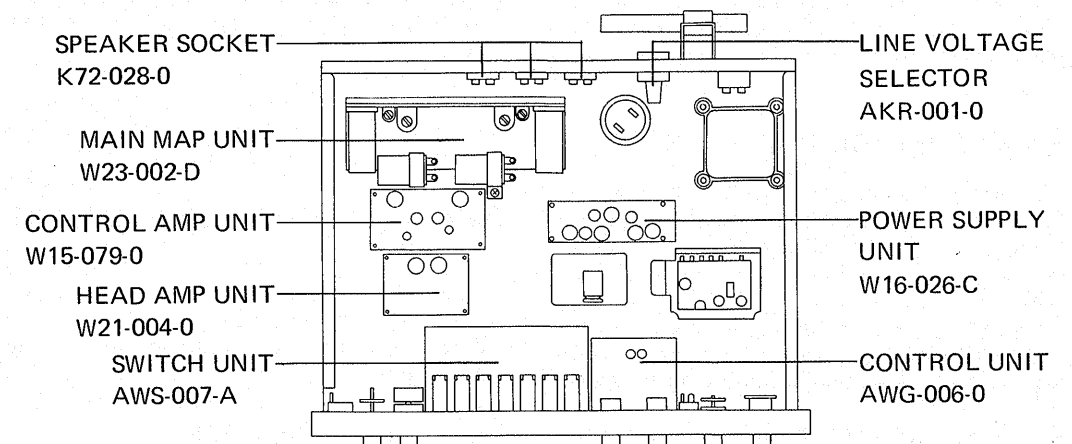 SPEAKER SOCKET
K72-028-0
MAIN MAP UNIT
W23-002-D
CONTROL AMP UNIT
W15-079-0
HEAD AMP UNIT
W21-004-0
SWITCH UNIT
AWS-007-A
LINE VOLTAGE
SELECTOR
AKR-001-0
POWER SUPPLY
UNIT
W16-026-C
CONTROL UNIT
AWG-006-0